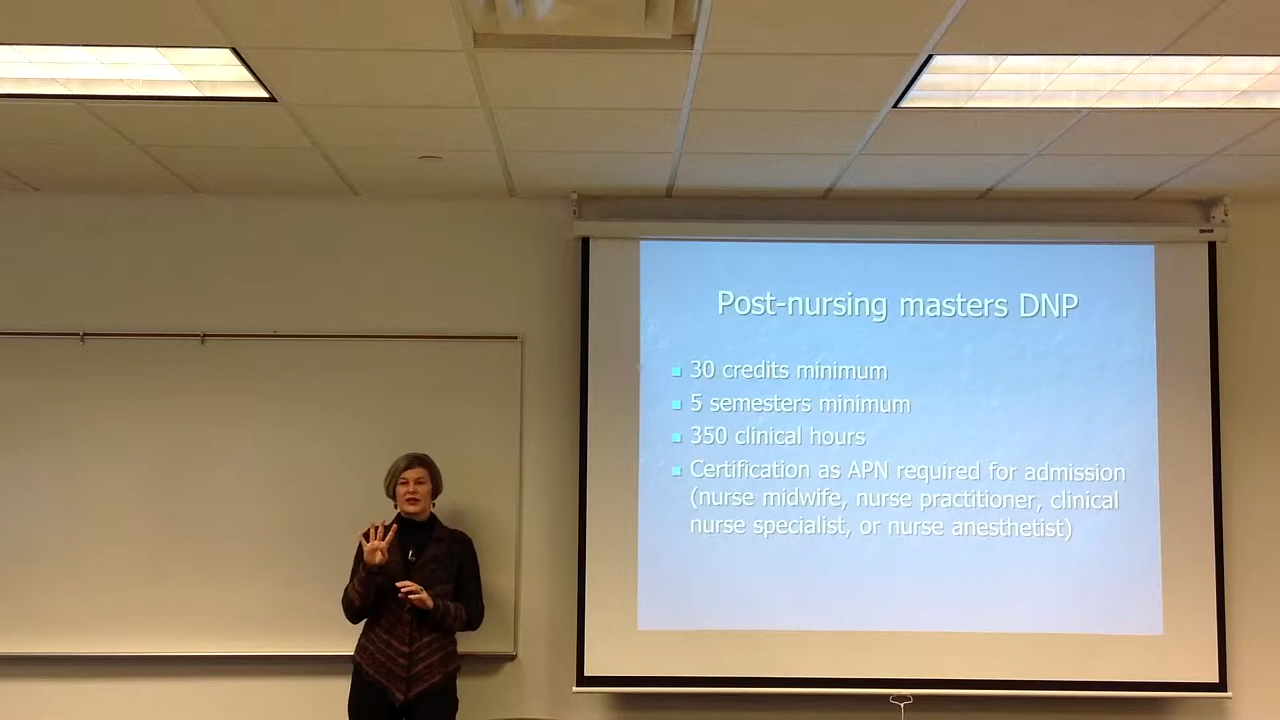 Post-nursing masters DNP
30 credits minimum
5 semesters minimum
350 clinical hours
Certification as APN required for admission
(nurse midwife, nurse practitioner, clinical
nurse specialist, or nurse anesthetist)